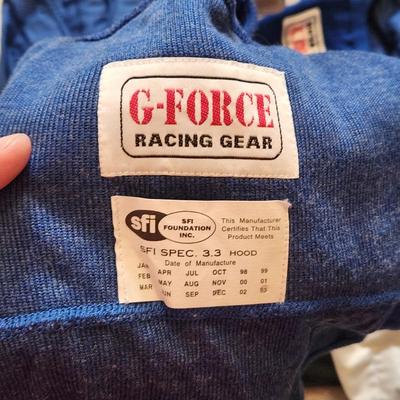 G-FORCE
RACING GEAR
sfi
SFI
FOUNDATION
INC.
This Manufacturer
Certifies That This
Product Meets
SFI SPEC. 3.3 HOOD
Date of Manufacture
JAN APR JUL OCT 98 99
FEB MAY AUG NOV 00 01
MAR JUN SEP DEC 02